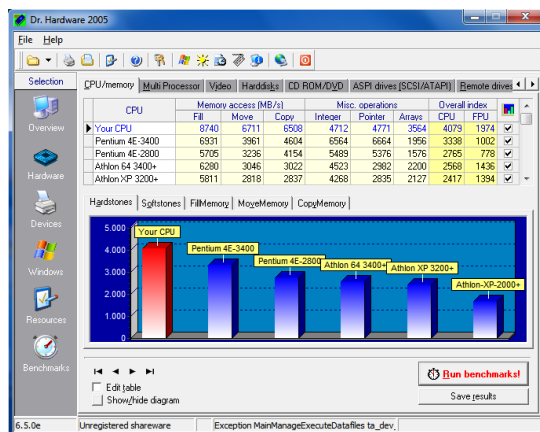 Dr. Hardware 2005
File Help
Selection
Overview
Hardware
Devices
Windows
Resources
Benchmarks
CPU/memory Multi Processor Video Harddisks CD ROM/DVD ASPI drives (SCSI/ATAPI) Remote drives
CPU Memory access (MB/s) Misc. operations Overall index
Fill Move Copy Integer Pointer Arrays CPU FPU
Your CPU 8740 6711 6508 4712 4771 3564 4079 1974
Pentium 4E-3400 6931 3961 4604 6564 6664 1956 3338 1002
Pentium 4E-2800 5705 3236 4154 5489 5376 1576 2765 778
Athlon 64 3400+ 6280 3046 3022 4523 2982 2200 2568 1436
Athlon XP 3200+ 5811 2818 2837 4268 2835 2127 2417 1394
Hardstones Softstones FillMemory MoveMemory CopyMemory
5.000
4.000
3.000
2.000
1.000
0
Your CPU
Pentium 4E-3400
Pentium 4E-2800
Athlon 64 3400+
Athlon XP 3200+
Athlon-XP-2000+
Edit table
Show/hide diagram
Run benchmarks!
Save results
6.5.0e Unregistered shareware Exception MainManageExecuteDatafiles ta_dev.